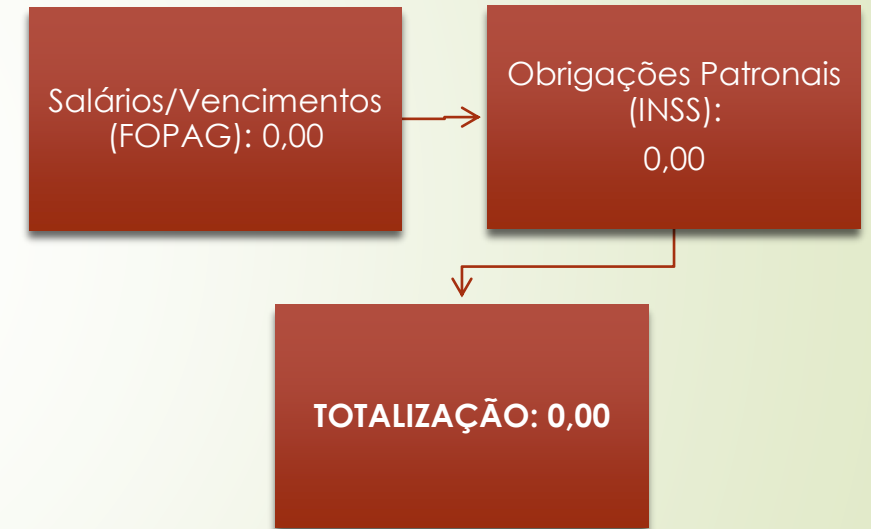 Salários/Vencimentos
(FOPAG): 0,00
Obrigações Patronais
(INSS):
0,00
TOTALIZAÇÃO: 0,00